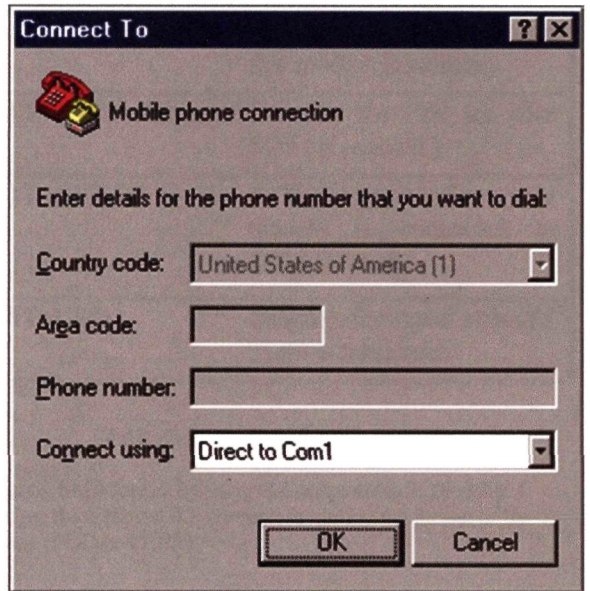 Connect To
Mobile phone connection
Enter details for the phone number that you want to dial:
Country code: United States of America (1)
Area code:
Phone number:
Connect using: Direct to Com1
OK Cancel